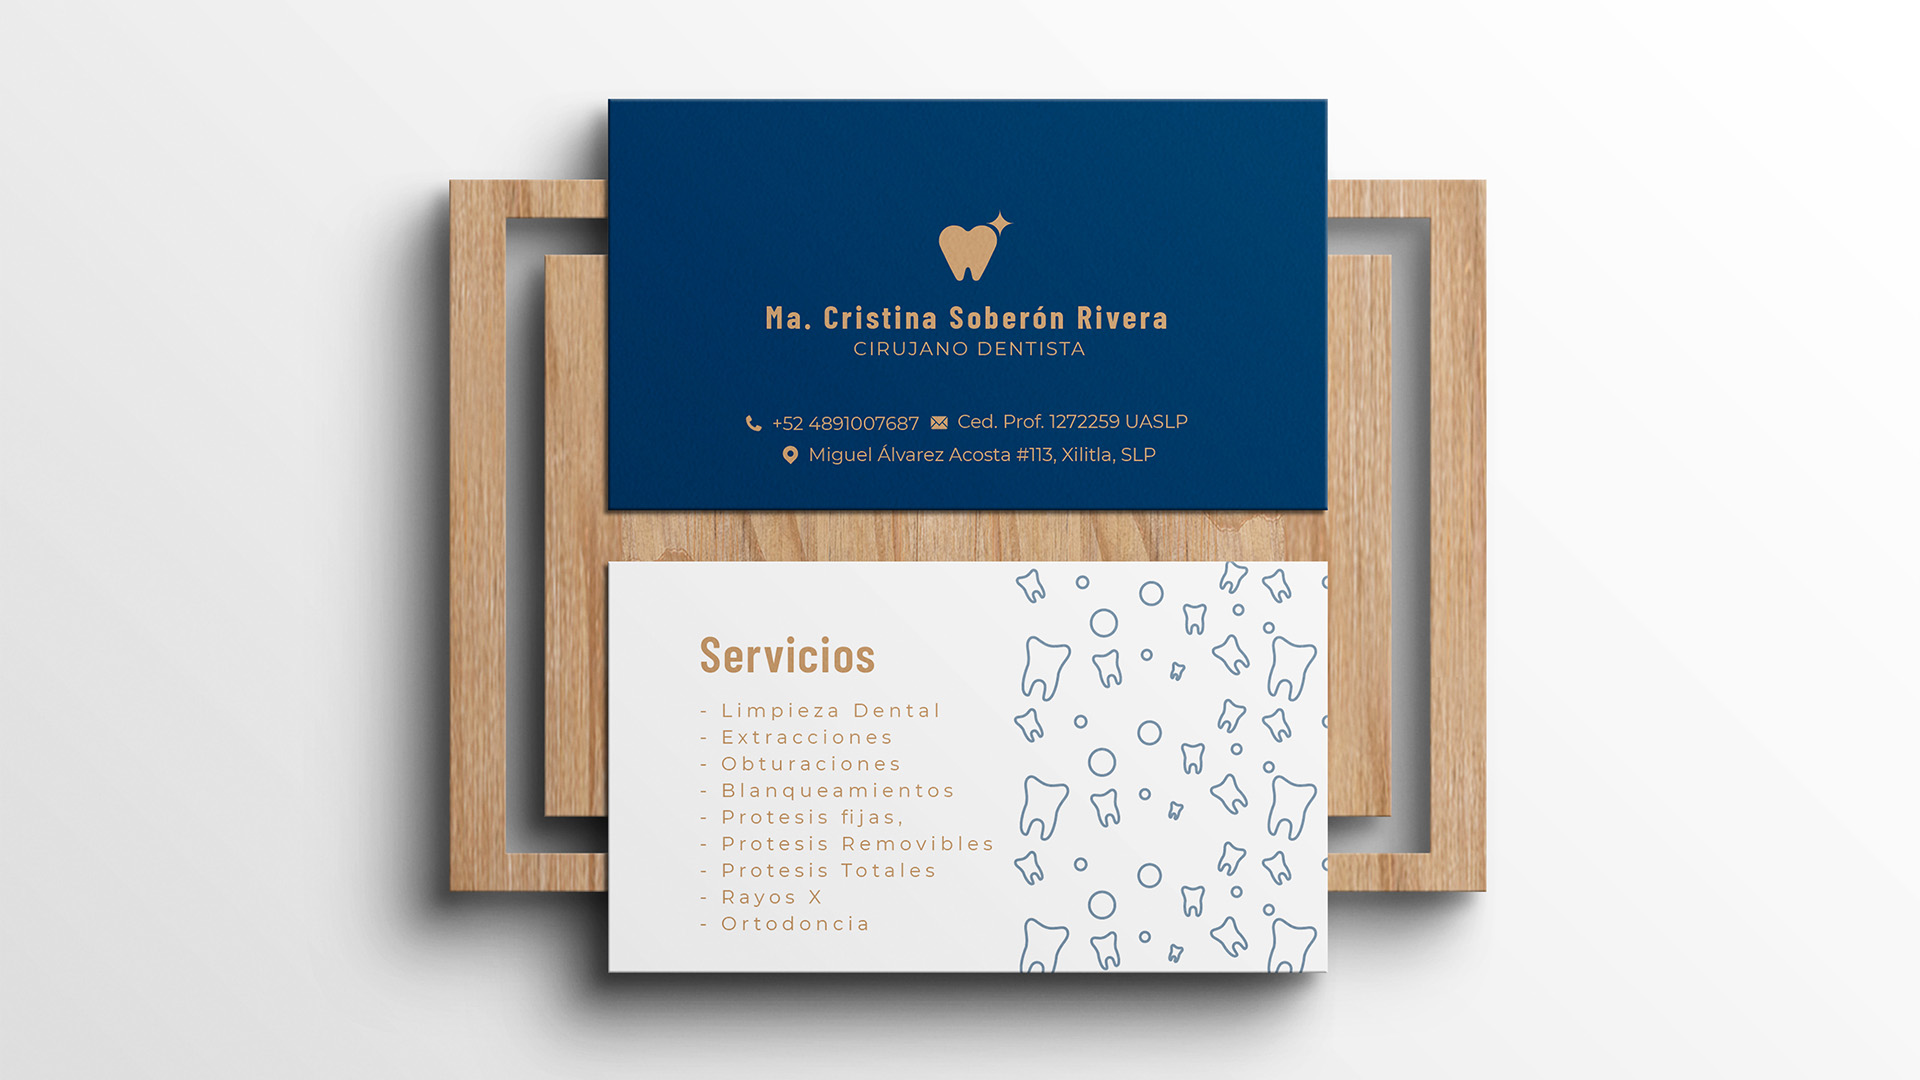 Ma. Cristina Soberón Rivera
CIRUJANO DENTISTA
+52 4891007687 Ced. Prof. 1272259 UASLP
Miguel Álvarez Acosta #113, Xilitla, SLP
Servicios
- Limpieza Dental
- Extracciones
- Obturaciones
- Blanqueamientos
- Protesis fijas,
- Protesis Removibles
- Protesis Totales
- Rayos X
- Ortodoncia